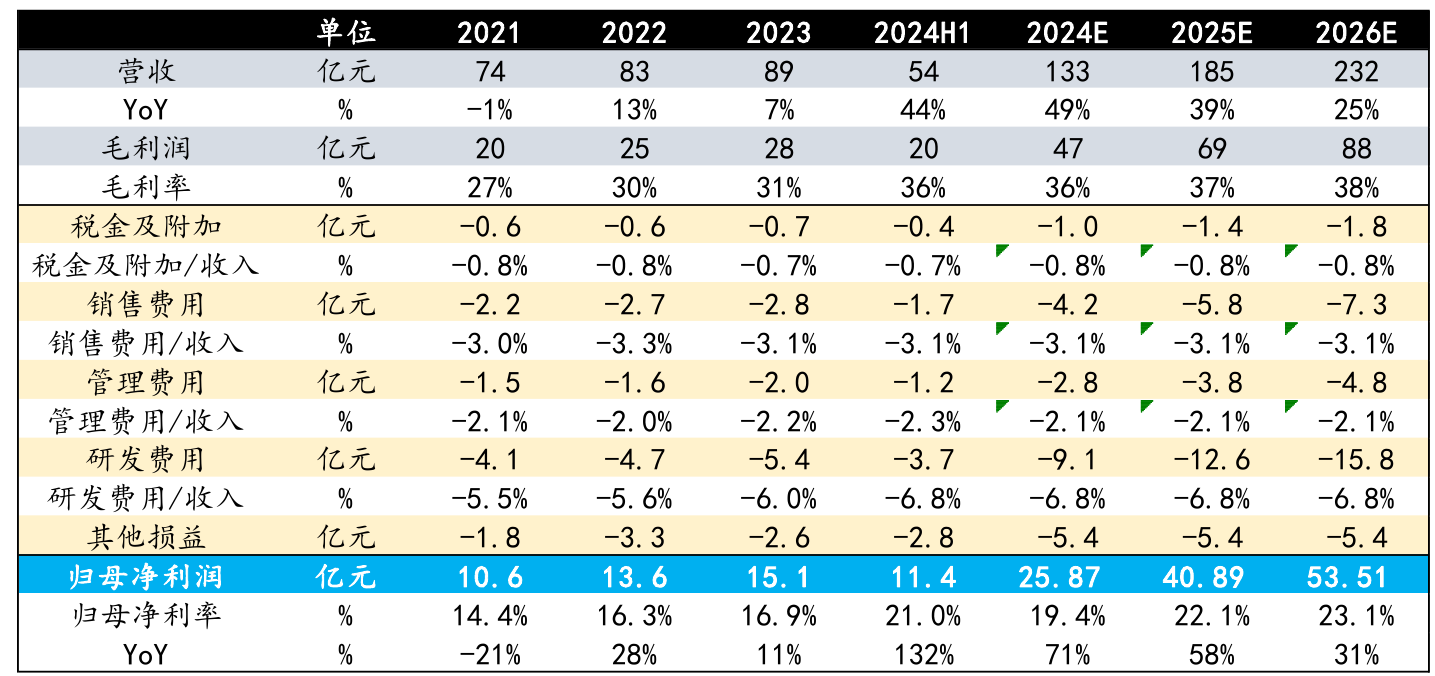 单位 2021 2022 2023 2024H1 2024E 2025E 2026E
营收 亿元 74 83 89 54 133 185 232
YoY % -1% 13% 7% 44% 49% 39% 25%
毛利润 亿元 20 25 28 20 47 69 88
毛利率 % 27% 30% 31% 36% 36% 37% 38%
税金及附加 亿元 -0.6 -0.6 -0.7 -0.4 -1.0 -1.4 -1.8
税金及附加/收入 % -0.8% -0.8% -0.7% -0.7% -0.8% -0.8% -0.8%
销售费用 亿元 -2.2 -2.7 -2.8 -1.7 -4.2 -5.8 -7.3
销售费用/收入 % -3.0% -3.3% -3.1% -3.1% -3.1% -3.1% -3.1%
管理费用 亿元 -1.5 -1.6 -2.0 -1.2 -2.8 -3.8 -4.8
管理费用/收入 % -2.1% -2.0% -2.2% -2.3% -2.1% -2.1% -2.1%
研发费用 亿元 -4.1 -4.7 -5.4 -3.7 -9.1 -12.6 -15.8
研发费用/收入 % -5.5% -5.6% -6.0% -6.8% -6.8% -6.8% -6.8%
其他损益 亿元 -1.8 -3.3 -2.6 -2.8 -5.4 -5.4 -5.4
归母净利润 亿元 10.6 13.6 15.1 11.4 25.87 40.89 53.51
归母净利率 % 14.4% 16.3% 16.9% 21.0% 19.4% 22.1% 23.1%
YoY % -21% 28% 11% 132% 71% 58% 31%